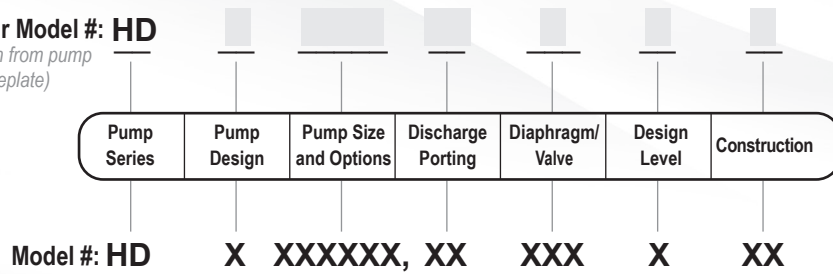 r Model #: HD
from pump
eplate)
Pump Series Pump Design Pump Size and Options Discharge Porting Diaphragm/ Valve Design Level Construction
Model #: HD X XXXXXX, XX XXX X XX